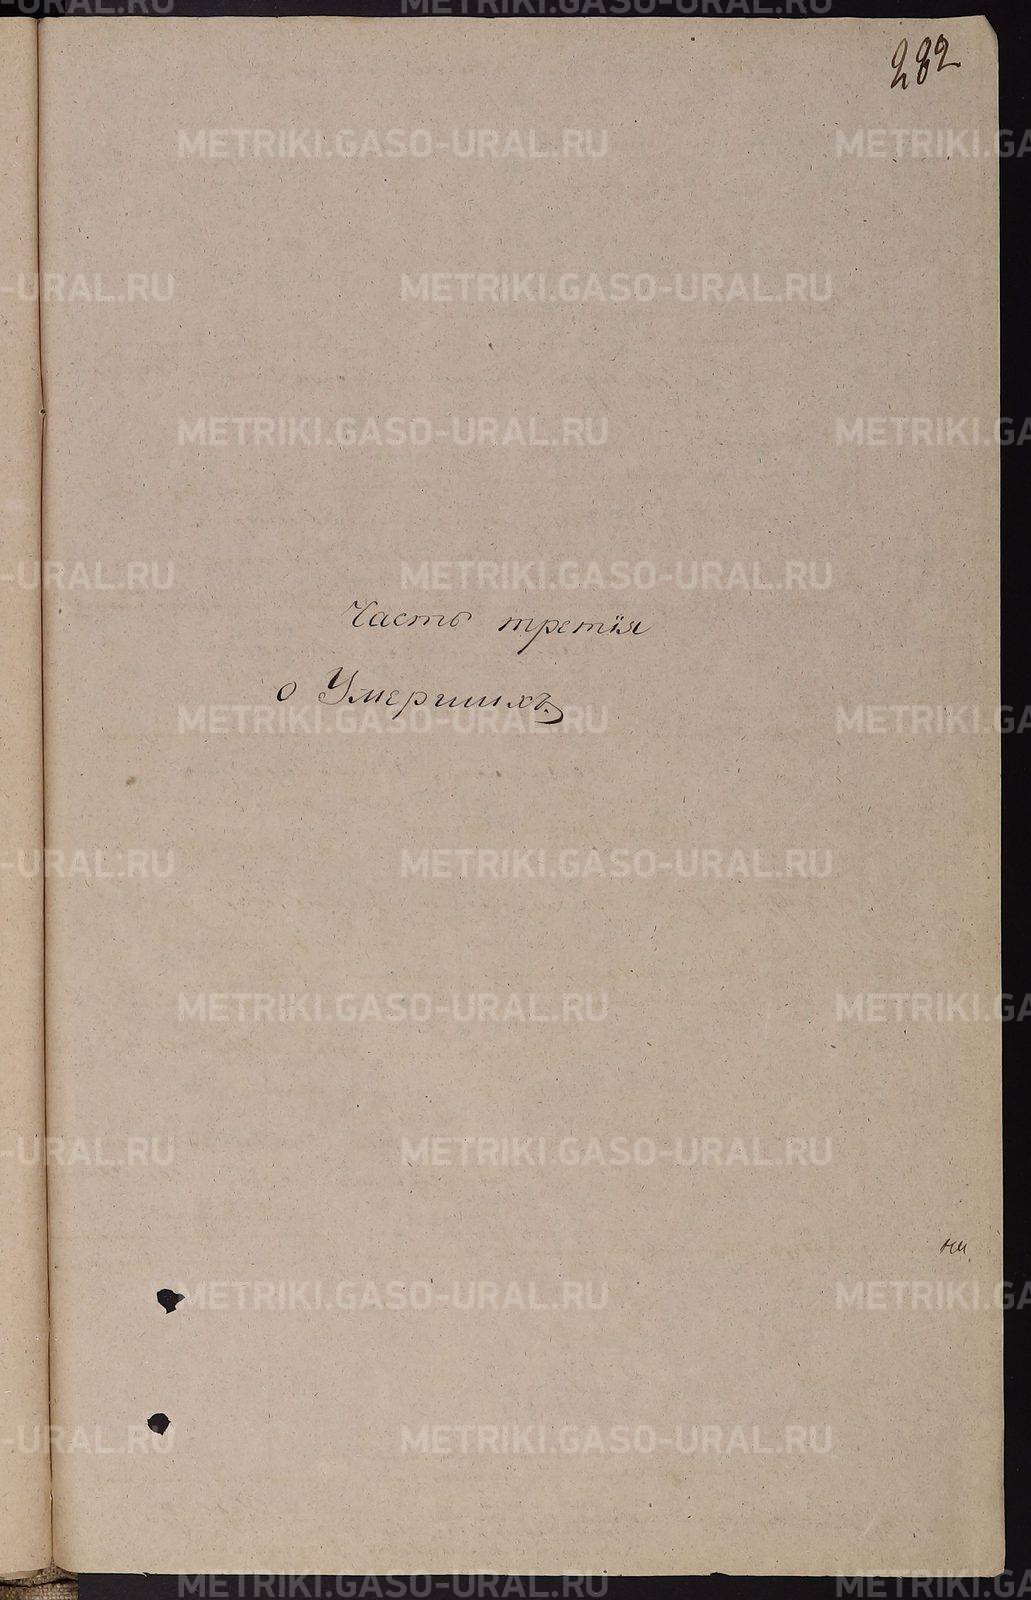 282
Часть третія
о Умершихъ.
METRIKI.GASO-URAL.RU